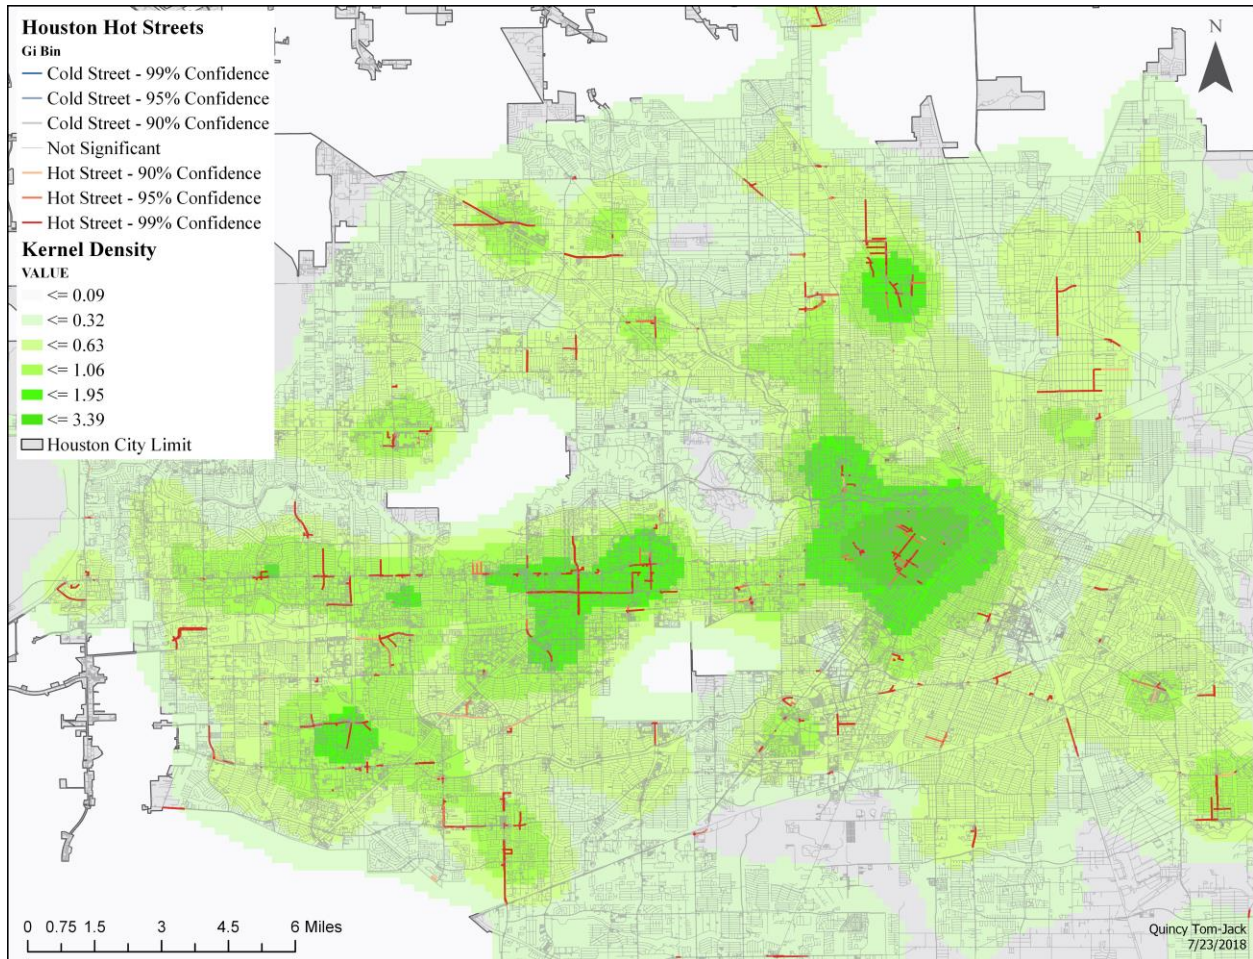 Houston Hot Streets
Gi Bin
Cold Street - 99% Confidence
Cold Street - 95% Confidence
Cold Street - 90% Confidence
Not Significant
Hot Street - 90% Confidence
Hot Street - 95% Confidence
Hot Street - 99% Confidence
Kernel Density
VALUE
<= 0.09
<= 0.32
<= 0.63
<= 1.06
<= 1.95
<= 3.39
Houston City Limit
N
0 0.75 1.5 3 4.5 6 Miles
Quincy Tom-Jack
7/23/2018